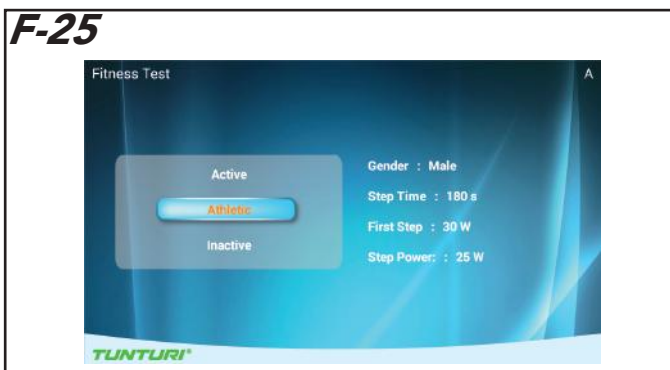 F-25
Fitness Test
A
Active
Athletic
Inactive
Gender : Male
Step Time : 180 s
First Step : 30 W
Step Power: : 25 W
TUNTURI®